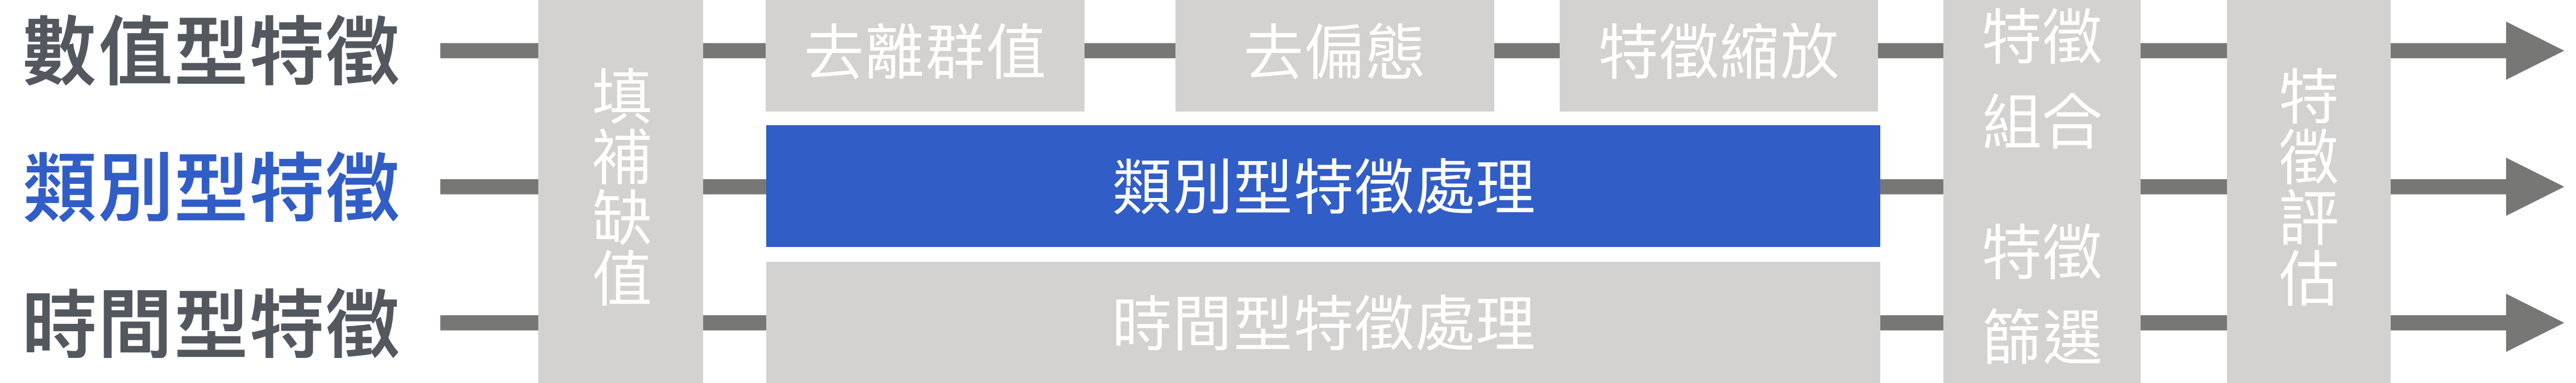 數值型特徵
類別型特徵
時間型特徵
填補缺值
去離群值
去偏態
特徵縮放
類別型特徵處理
時間型特徵處理
特徵
組合
特徵
篩選
特徵評估